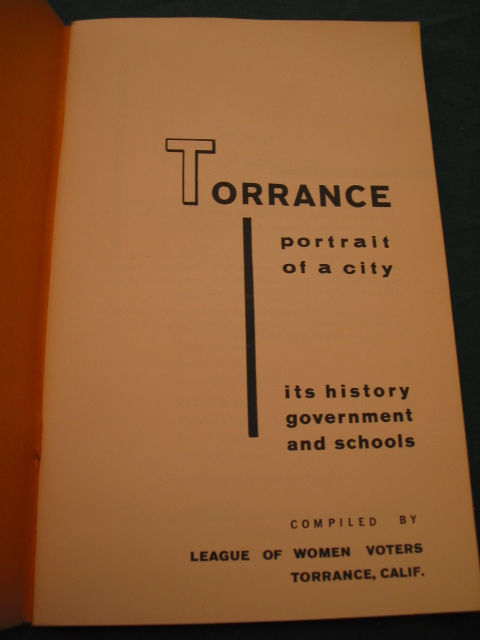 TORRANCE
portrait
of a city
its history
government
and schools
COMPILED BY
LEAGUE OF WOMEN VOTERS
TORRANCE, CALIF.